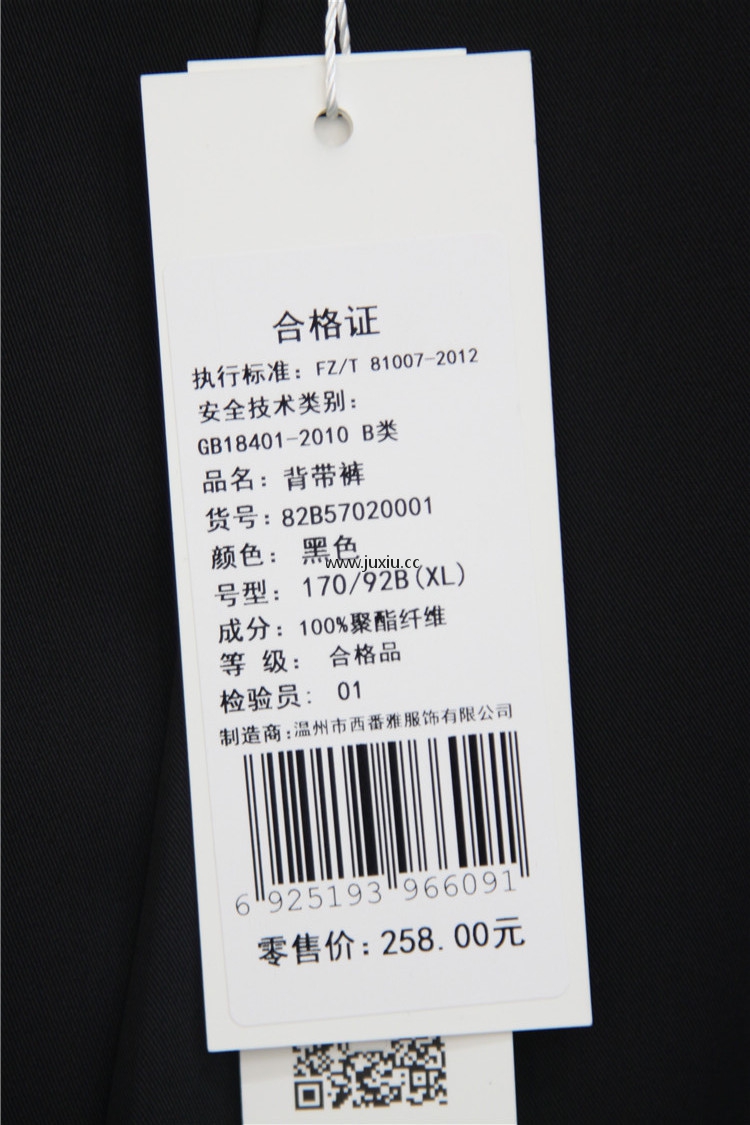 合格证
执行标准: FZ/T 81007-2012
安全技术类别:
GB18401-2010 B类
品名: 背带裤
货号: 82B57020001
颜色: 黑色
www.juxiu.cc
号型: 170/92B(XL)
成分: 100%聚酯纤维
等 级: 合格品
检验员: 01
制造商:温州市西番雅服饰有限公司
6 925193 966091
零售价: 258.00元